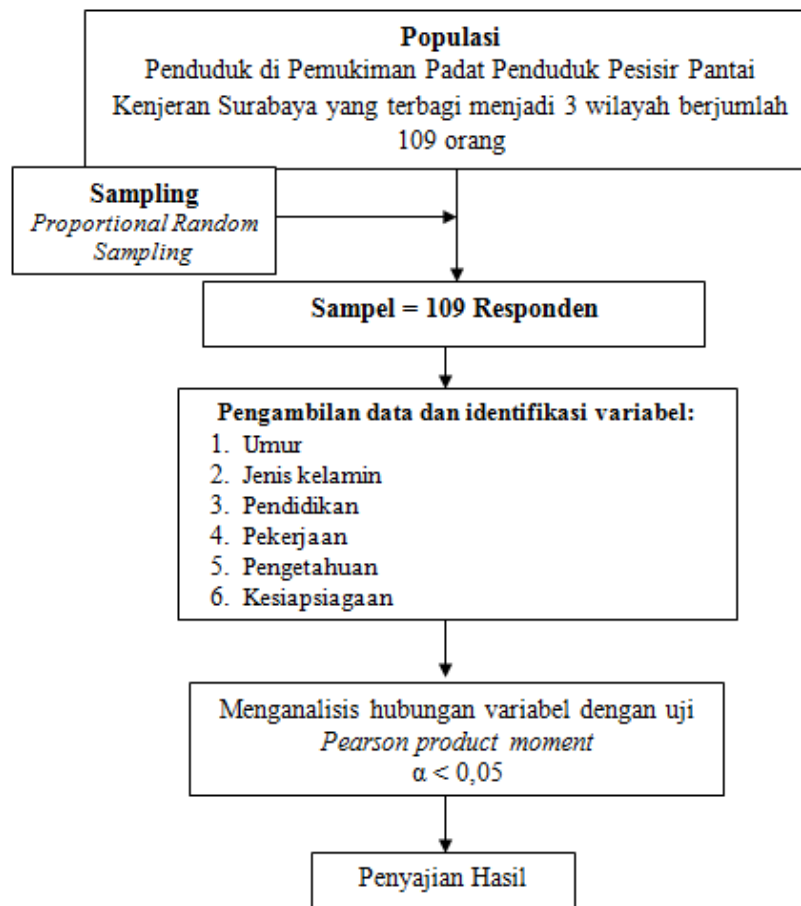 Populasi
Penduduk di Pemukiman Padat Penduduk Pesisir Pantai
Kenjeran Surabaya yang terbagi menjadi 3 wilayah berjumlah
109 orang
Sampling
Proportional Random
Sampling
Sampel = 109 Responden
Pengambilan data dan identifikasi variabel:
1. Umur
2. Jenis kelamin
3. Pendidikan
4. Pekerjaan
5. Pengetahuan
6. Kesiapsiagaan
Menganalisis hubungan variabel dengan uji
Pearson product moment
α < 0,05
Penyajian Hasil